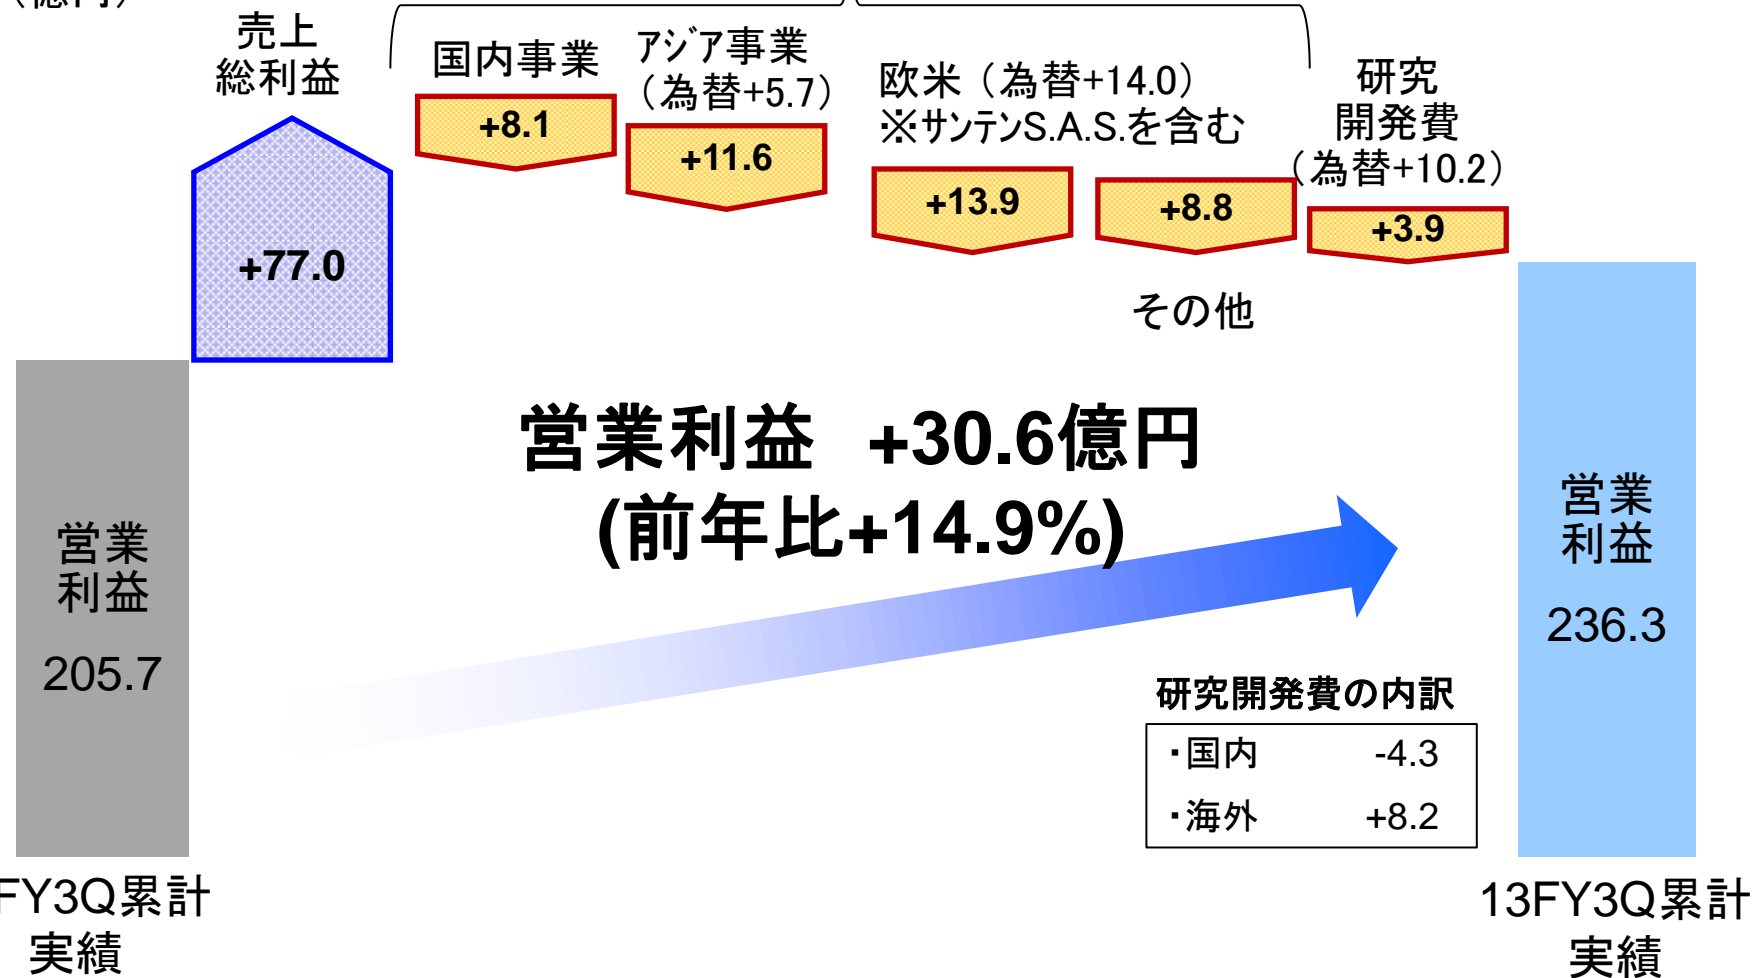 (億円)
売上
総利益
+77.0
国内事業
+8.1
アジア事業
（為替+5.7）
+11.6
欧米（為替+14.0）
※サンテンS.A.S.を含む
+13.9
+8.8
その他
研究
開発費
（為替+10.2）
+3.9
営業利益　+30.6億円
(前年比+14.9%)
営業
利益
205.7
営業
利益
236.3
研究開発費の内訳
・国内 -4.3
・海外 +8.2
FY3Q累計
実績
13FY3Q累計
実績